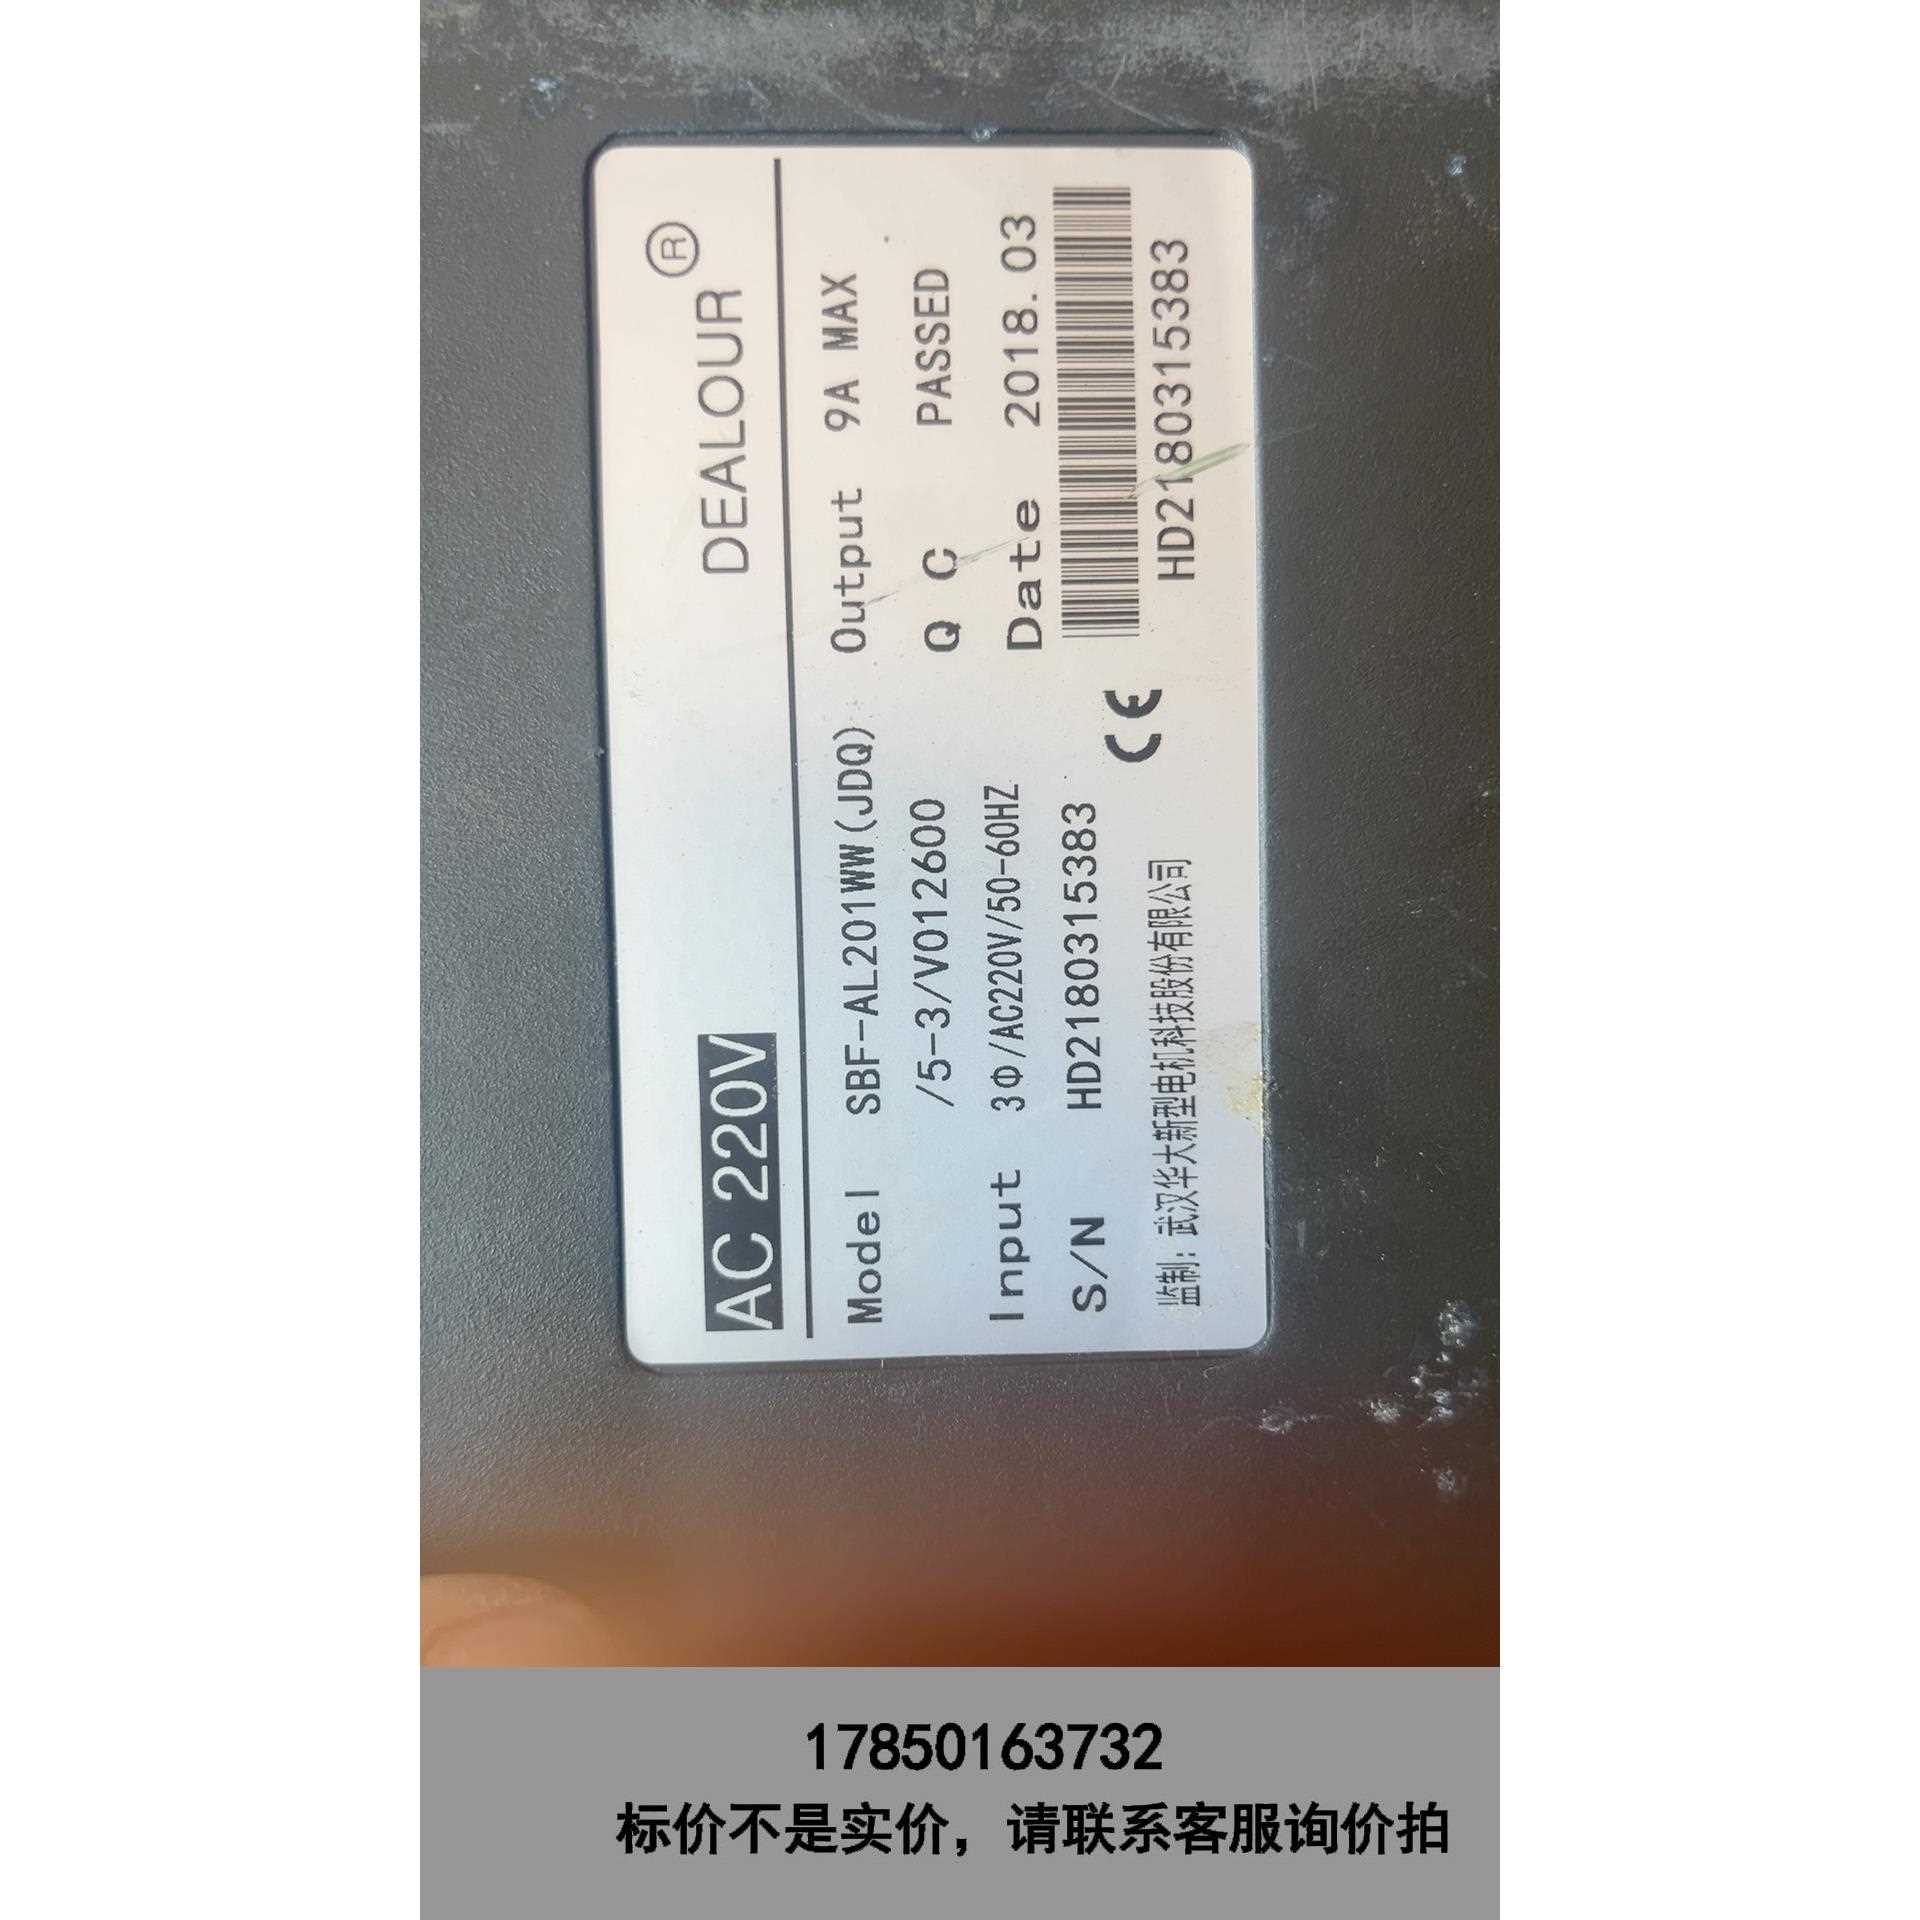 AC 220V DEALOUR®
Model SBF-AL201WW(JDQ) Output 9A MAX
/5-3/V012600 Q C PASSED
Input 3Φ/AC220V/50-60HZ Date 2018.03
S/N HD2180315383
监制: 武汉华大新型电机科技股份有限公司 CE HD2180315383
17850163732
标价不是实价，请联系客服询价拍